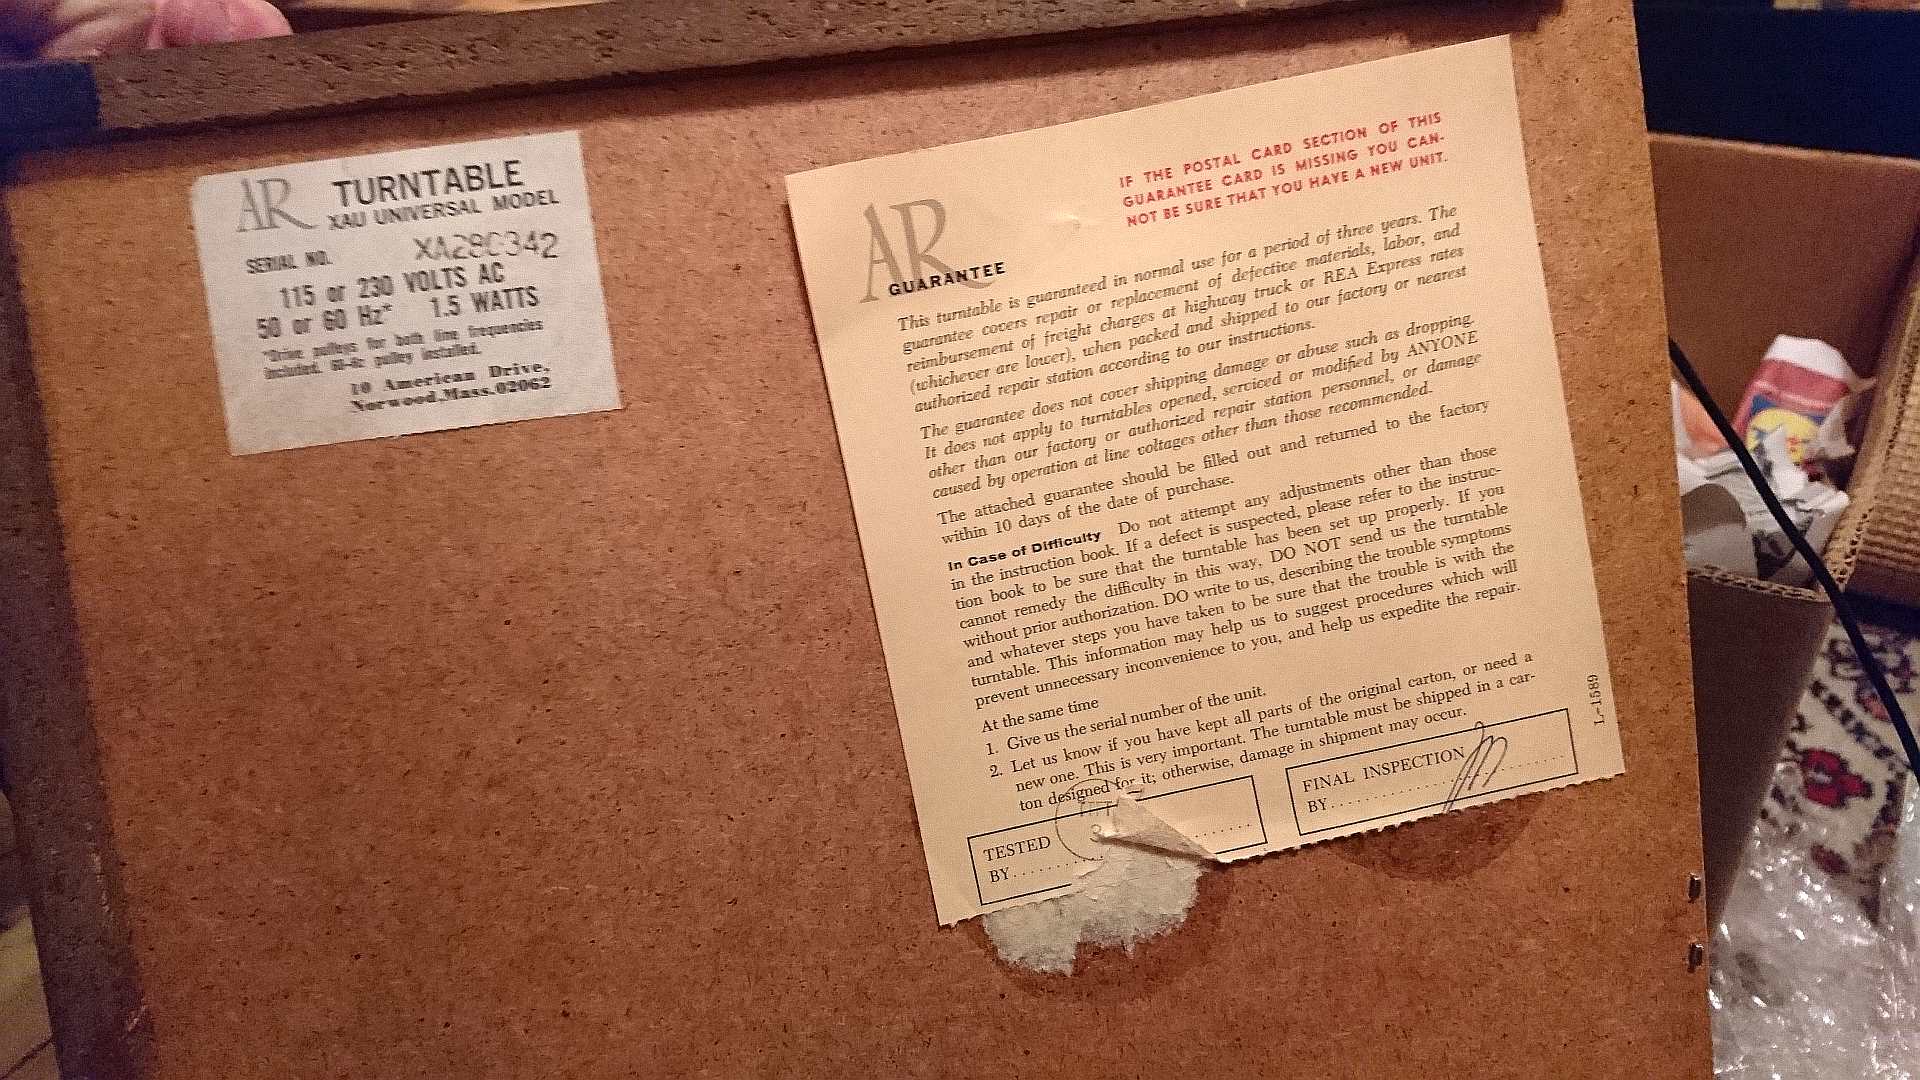 AR TURNTABLE
XAU UNIVERSAL MODEL
SERIAL NO. XA280342
115 or 230 VOLTS AC
50 or 60 Hz* 1.5 WATTS
*Drive pulleys for both line frequencies
included. 60-Hz pulley installed.
10 American Drive,
Norwood, Mass. 02062
IF THE POSTAL CARD SECTION OF THIS
GUARANTEE CARD IS MISSING YOU CAN-
NOT BE SURE THAT YOU HAVE A NEW UNIT.
AR
GUARANTEE
This turntable is guaranteed in normal use for a period of three years. The
guarantee covers repair or replacement of defective materials, labor, and
reimbursement of freight charges at highway truck or REA Express rates
(whichever are lower), when packed and shipped to our factory or nearest
authorized repair station according to our instructions.
The guarantee does not cover shipping damage or abuse such as dropping.
It does not apply to turntables opened, serviced or modified by ANYONE
other than our factory or authorized repair station personnel, or damage
caused by operation at line voltages other than those recommended.
The attached guarantee should be filled out and returned to the factory
within 10 days of the date of purchase.
In Case of Difficulty Do not attempt any adjustments other than those
in the instruction book. If a defect is suspected, please refer to the instruc-
tion book to be sure that the turntable has been set up properly. If you
cannot remedy the difficulty in this way, DO NOT send us the turntable
without prior authorization. DO write to us, describing the trouble symptoms
and whatever steps you have taken to be sure that the trouble is with the
turntable. This information may help us to suggest procedures which will
prevent unnecessary inconvenience to you, and help us expedite the repair.
At the same time
1. Give us the serial number of the unit.
2. Let us know if you have kept all parts of the original carton, or need a
new one. This is very important. The turntable must be shipped in a car-
ton designed for it; otherwise, damage in shipment may occur.
TESTED
BY
FINAL INSPECTION
BY
L-1589